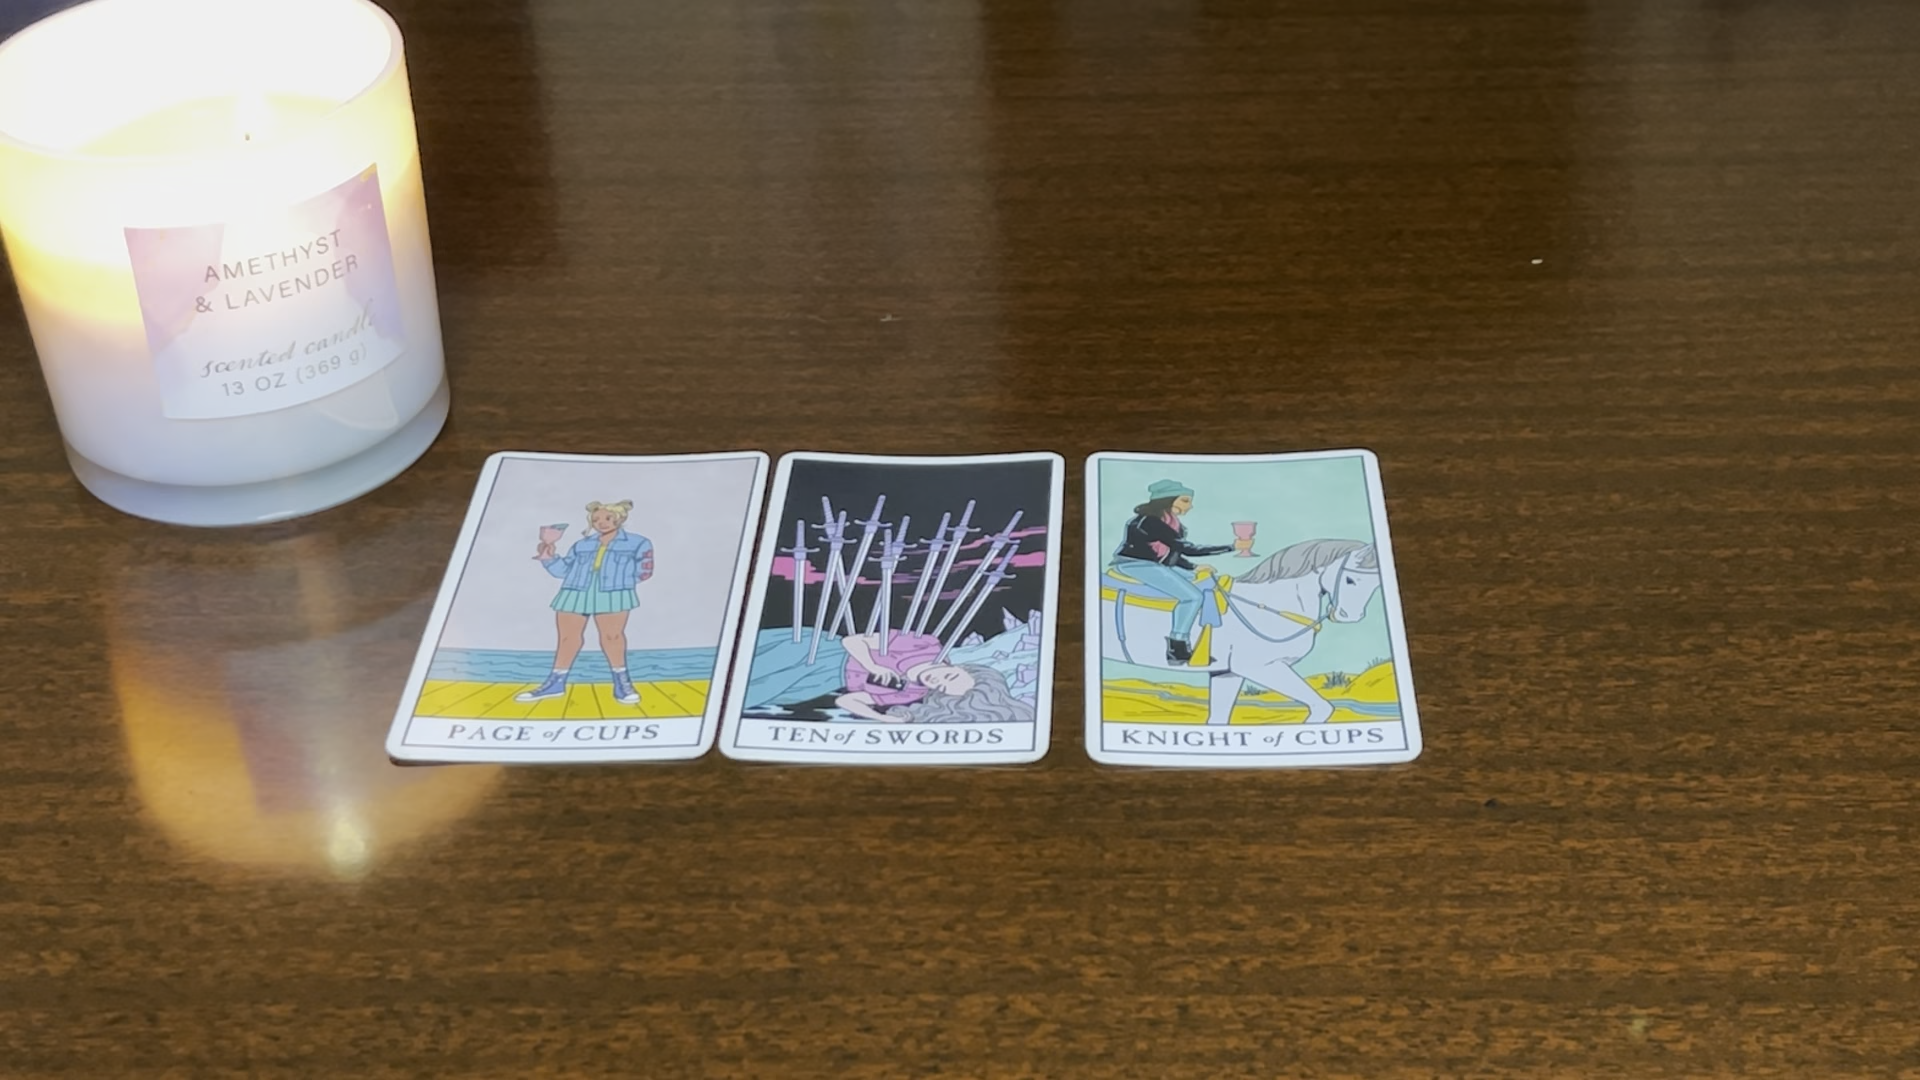 AMETHYST
& LAVENDER
scented candle
13 OZ (369 g)
PAGE of CUPS
TEN of SWORDS
KNIGHT of CUPS